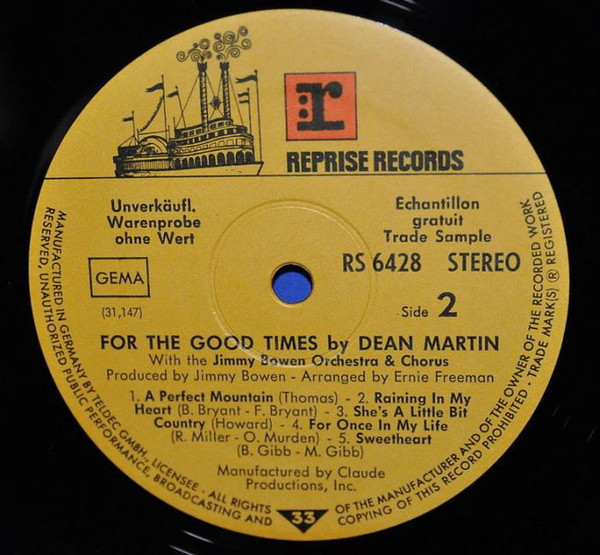 r
REPRISE RECORDS
Unverkäufl.
Warenprobe
ohne Wert
Echantillon
gratuit
Trade Sample
GEMA
(31,147)
RS 6428 STEREO
Side 2
FOR THE GOOD TIMES by DEAN MARTIN
With the Jimmy Bowen Orchestra & Chorus
Produced by Jimmy Bowen - Arranged by Ernie Freeman
1. A Perfect Mountain (Thomas) - 2. Raining In My
Heart (B. Bryant - F. Bryant) - 3. She's A Little Bit
Country (Howard) - 4. For Once In My Life
(R. Miller - O. Murden) - 5. Sweetheart
(B. Gibb - M. Gibb)
Manufactured by Claude
Productions, Inc.
33
MANUFACTURED IN GERMANY BY TELDEC GMBH., LICENSEE · ALL RIGHTS
RESERVED, UNAUTHORIZED PUBLIC PERFORMANCE, BROADCASTING AND
COPYING OF THIS RECORD PROHIBITED · TRADE MARK(S) ® REGISTERED
OF THE MANUFACTURER AND OF THE OWNER OF THE RECORDED WORK